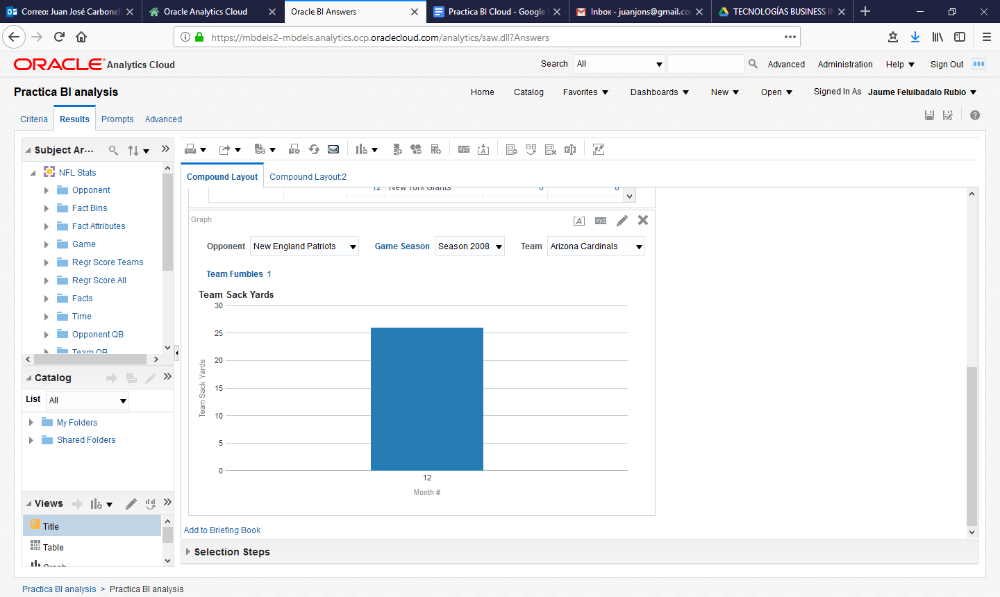 Correo: Juan José Carbonell
Oracle Analytics Cloud
Oracle BI Answers
Practica BI Cloud - Google
Inbox - juanjons@gmail.co
TECNOLOGÍAS BUSINESS IN
https://mbdels2-mbdels.analytics.ocp.oraclecloud.com/analytics/saw.dll?Answers
ORACLE Analytics Cloud
Search All
Advanced Administration Help Sign Out
Practica BI analysis
Home Catalog Favorites Dashboards New Open Signed In As Jaume Feluibadalo Rubio
Criteria Results Prompts Advanced
Subject Ar...
NFL Stats
Opponent
Fact Bins
Fact Attributes
Game
Regr Score Teams
Regr Score All
Facts
Time
Opponent QB
Team QB
Catalog
List All
My Folders
Shared Folders
Views
Title
Table
Graph
Compound Layout Compound Layout:2
12 New York Giants 0 8
Graph
Opponent New England Patriots Game Season Season 2008 Team Arizona Cardinals
Team Fumbles 1
Team Sack Yards
30
25
20
15
10
5
0
Team Sack Yards
12
Month #
Add to Briefing Book
Selection Steps
Practica BI analysis > Practica BI analysis